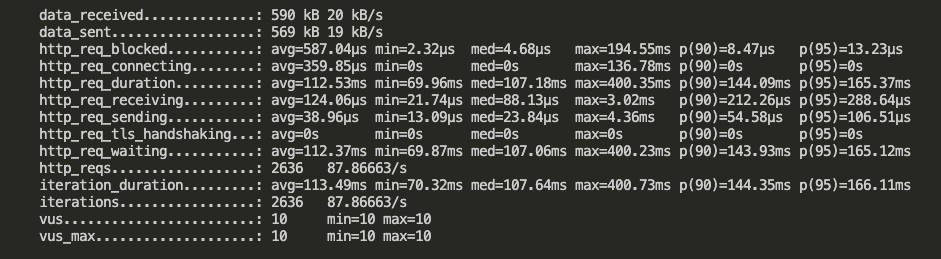 data_received..............: 590 kB 20 kB/s
data_sent..................: 569 kB 19 kB/s
http_req_blocked...........: avg=587.04µs min=2.32µs med=4.68µs max=194.55ms p(90)=8.47µs p(95)=13.23µs
http_req_connecting........: avg=359.85µs min=0s med=0s max=136.78ms p(90)=0s p(95)=0s
http_req_duration..........: avg=112.53ms min=69.96ms med=107.18ms max=400.35ms p(90)=144.09ms p(95)=165.37ms
http_req_receiving.........: avg=124.06µs min=21.74µs med=88.13µs max=3.02ms p(90)=212.26µs p(95)=288.64µs
http_req_sending...........: avg=38.96µs min=13.09µs med=23.84µs max=4.36ms p(90)=54.58µs p(95)=106.51µs
http_req_tls_handshaking...: avg=0s min=0s med=0s max=0s p(90)=0s p(95)=0s
http_req_waiting...........: avg=112.37ms min=69.87ms med=107.06ms max=400.23ms p(90)=143.93ms p(95)=165.12ms
http_reqs..................: 2636 87.86663/s
iteration_duration.........: avg=113.49ms min=70.32ms med=107.64ms max=400.73ms p(90)=144.35ms p(95)=166.11ms
iterations.................: 2636 87.86663/s
vus........................: 10 min=10 max=10
vus_max....................: 10 min=10 max=10